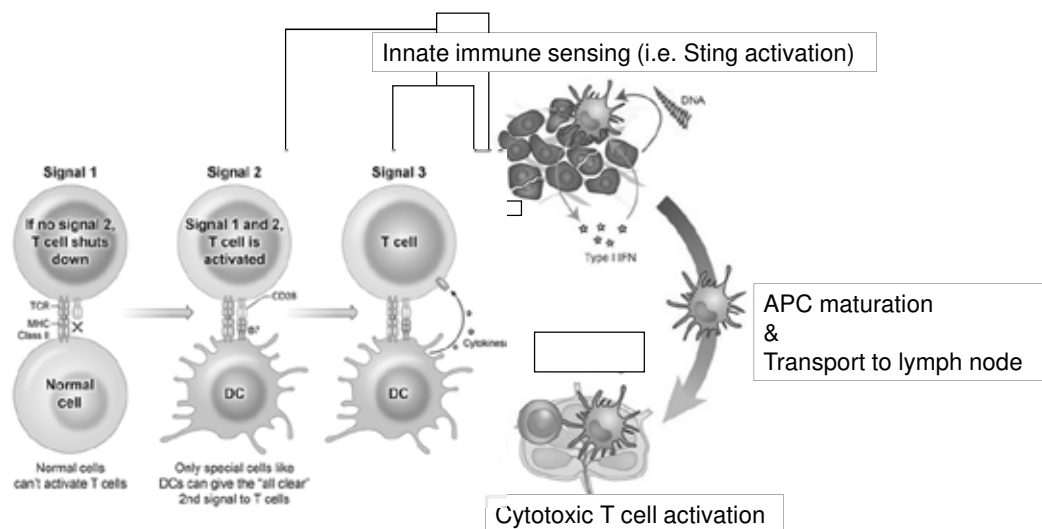 Innate immune sensing (i.e. Sting activation)
DNA
Signal 1
Signal 2
Signal 3
If no signal 2,
T cell shuts
down
Signal 1 and 2,
T cell is
activated
T cell
Type I IFN
TCR
MHC
Class II
CD28
B7
Cytokines
Normal
cell
DC
DC
Normal cells
can't activate T cells
Only special cells like
DCs can give the "all clear"
2nd signal to T cells
APC maturation
&
Transport to lymph node
Cytotoxic T cell activation